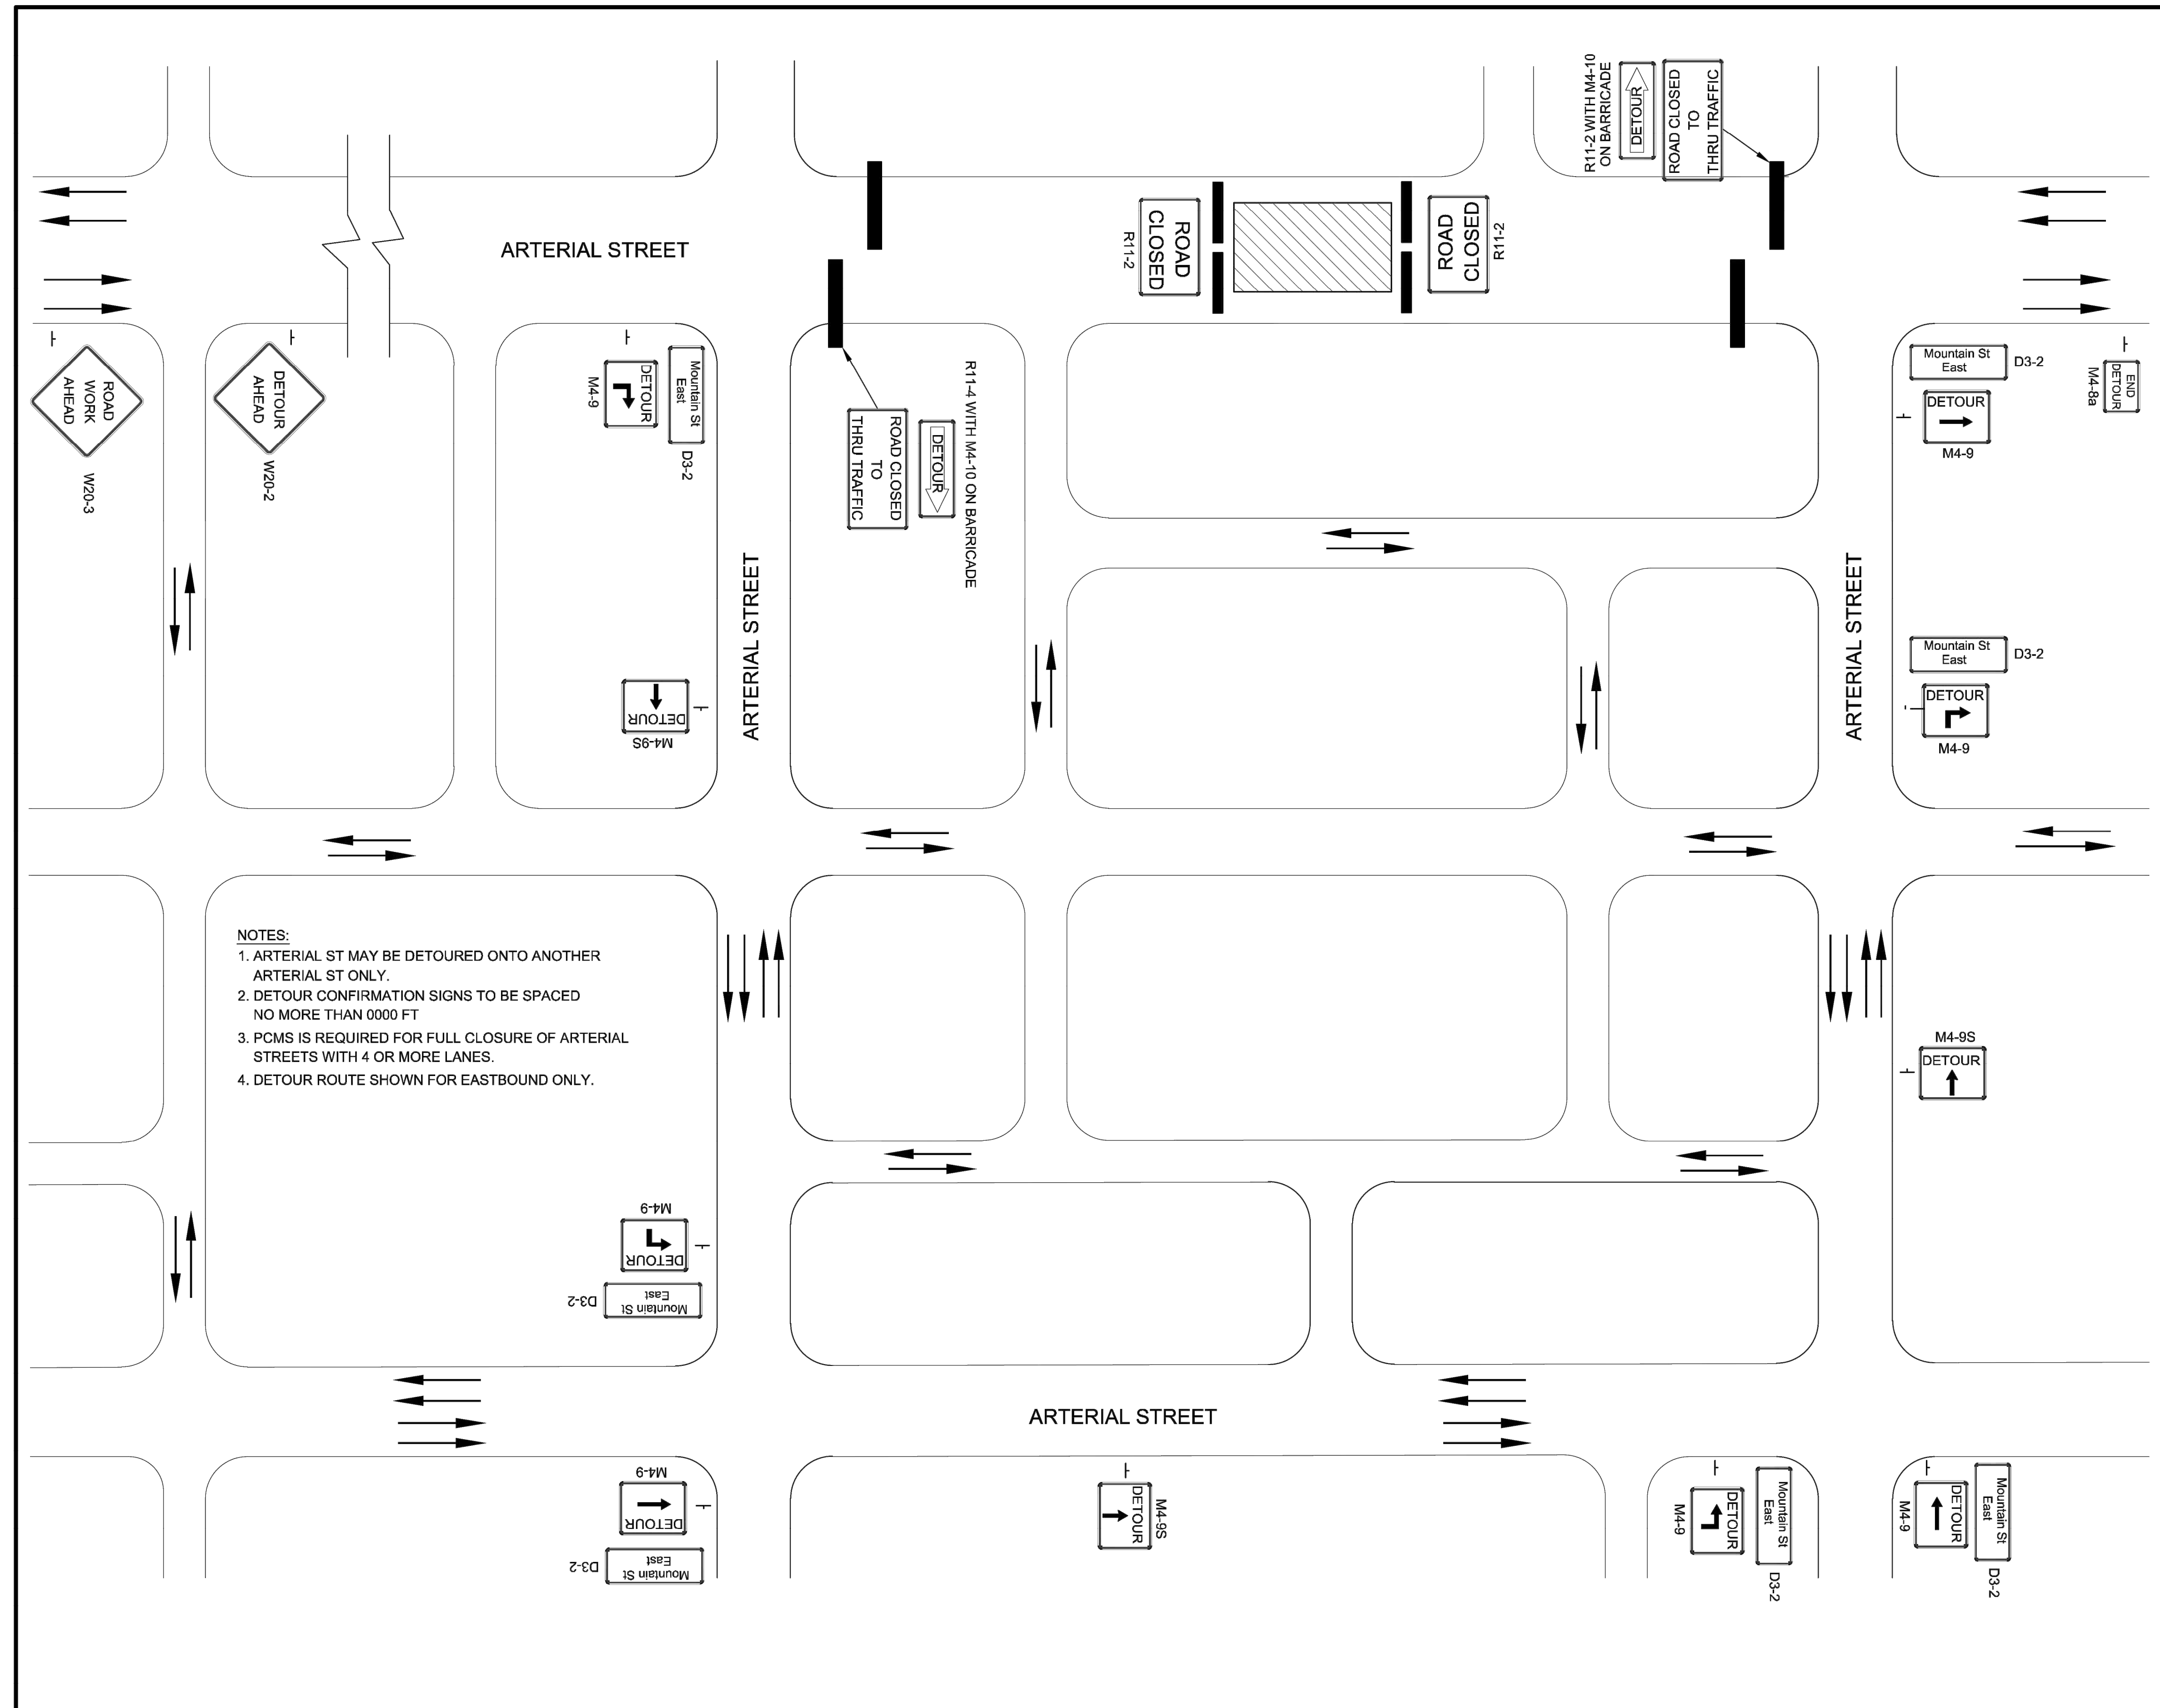 R11-2 WITH M4-10
ON BARRICADE
DETOUR
ROAD CLOSED
TO
THRU TRAFFIC
ARTERIAL STREET
ROAD
CLOSED
R11-2
ROAD
CLOSED
R11-2
ROAD
WORK
AHEAD
W20-3
DETOUR
AHEAD
W20-2
DETOUR
M4-9
Mountain St
East
D3-2
ROAD CLOSED
TO
THRU TRAFFIC
DETOUR
R11-4 WITH M4-10 ON BARRICADE
Mountain St
East
D3-2
DETOUR
M4-9
END
DETOUR
M4-8a
ARTERIAL STREET
ARTERIAL STREET
DETOUR
M4-9S
Mountain St
East
D3-2
DETOUR
M4-9
NOTES:
1. ARTERIAL ST MAY BE DETOURED ONTO ANOTHER
ARTERIAL ST ONLY.
2. DETOUR CONFIRMATION SIGNS TO BE SPACED
NO MORE THAN 0000 FT
3. PCMS IS REQUIRED FOR FULL CLOSURE OF ARTERIAL
STREETS WITH 4 OR MORE LANES.
4. DETOUR ROUTE SHOWN FOR EASTBOUND ONLY.
M4-9S
DETOUR
M4-9
DETOUR
Mountain St
East
D3-2
ARTERIAL STREET
M4-9
DETOUR
Mountain St
East
D3-2
DETOUR
M4-9S
DETOUR
M4-9
Mountain St
East
D3-2
DETOUR
M4-9
Mountain St
East
D3-2